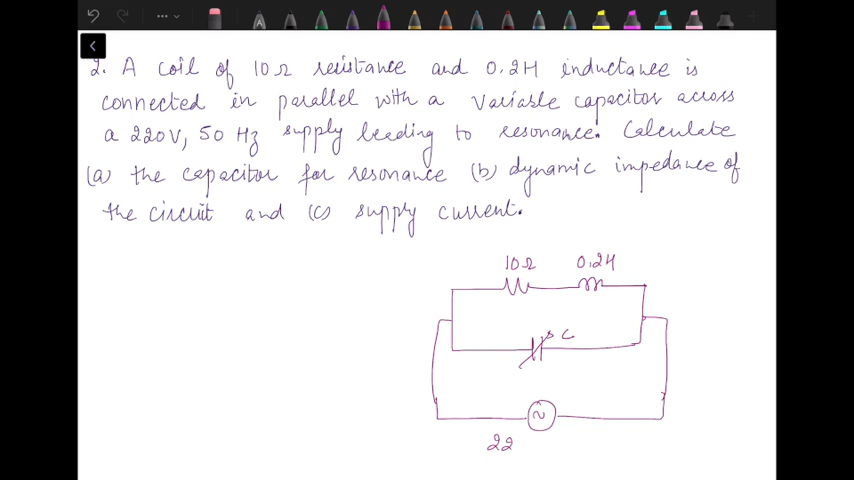 2. A coil of 10Ω resistance and 0.2H inductance is
connected in parallel with a variable capacitor across
a 220V, 50 Hz supply leading to resonance. Calculate
(a) the capacitor for resonance (b) dynamic impedance of
the circuit and (c) supply current.
10Ω 0.2H
C
22